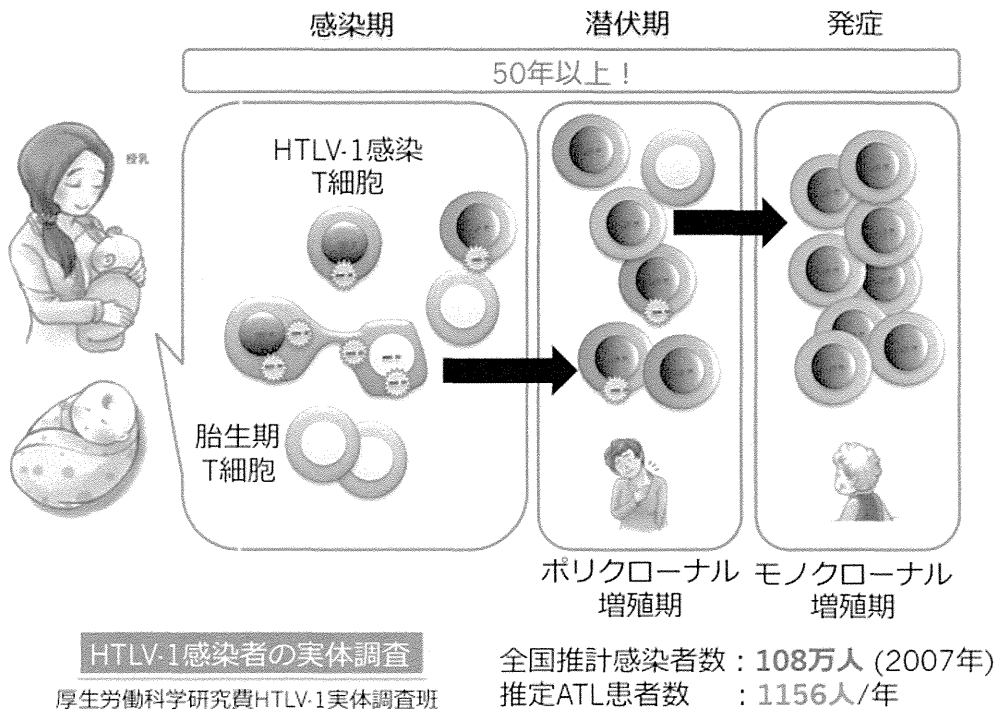 感染期
潜伏期
発症
50年以上！
授乳
HTLV-1感染
T細胞
胎生期
T細胞
ポリクローナル
増殖期
モノクローナル
増殖期
HTLV-1感染者の実体調査
厚生労働科学研究費HTLV-1実体調査班
全国推計感染者数：108万人 (2007年)
推定ATL患者数　　：1156人/年